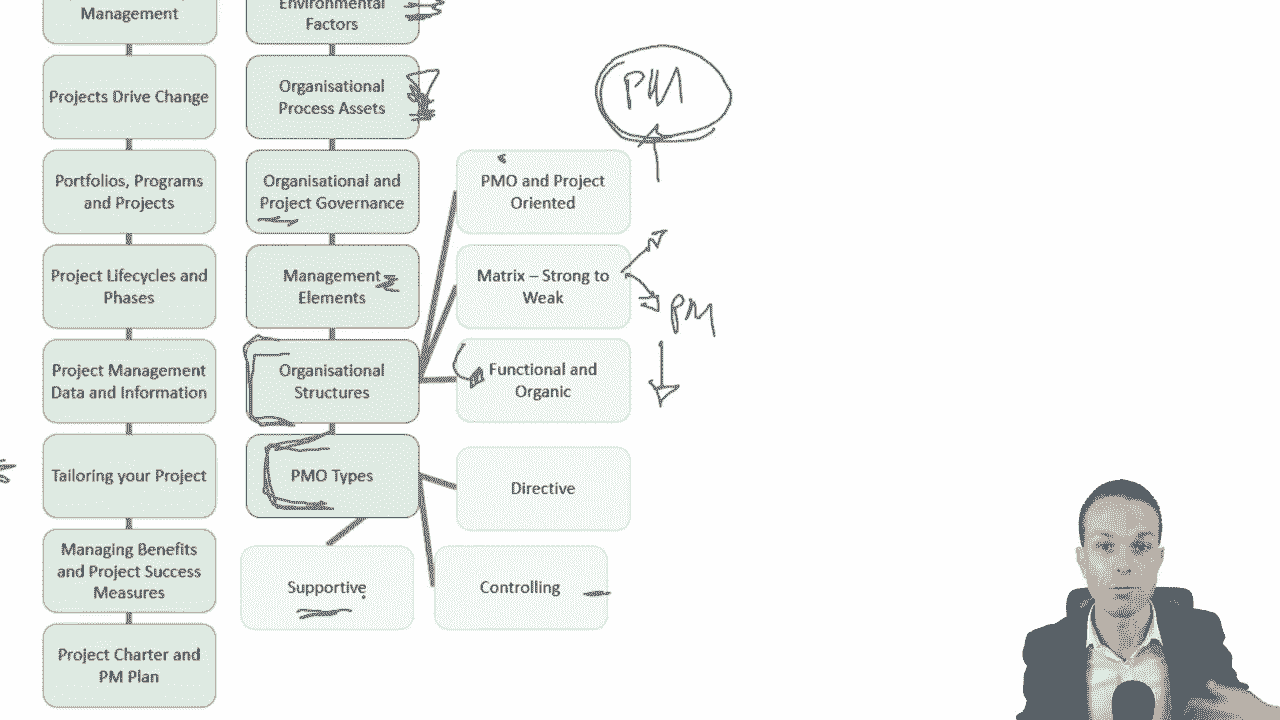 Management
Projects Drive Change
Portfolios, Programs
and Projects
Project Lifecycles and
Phases
Project Management
Data and Information
Tailoring your Project
Managing Benefits
and Project Success
Measures
Project Charter and
PM Plan
Environmental
Factors
Organisational
Process Assets
Organisational and
Project Governance
Management
Elements
Organisational
Structures
PMO Types
Supportive
PMO and Project
Oriented
Matrix – Strong to
Weak
Functional and
Organic
Directive
Controlling
PM
PM